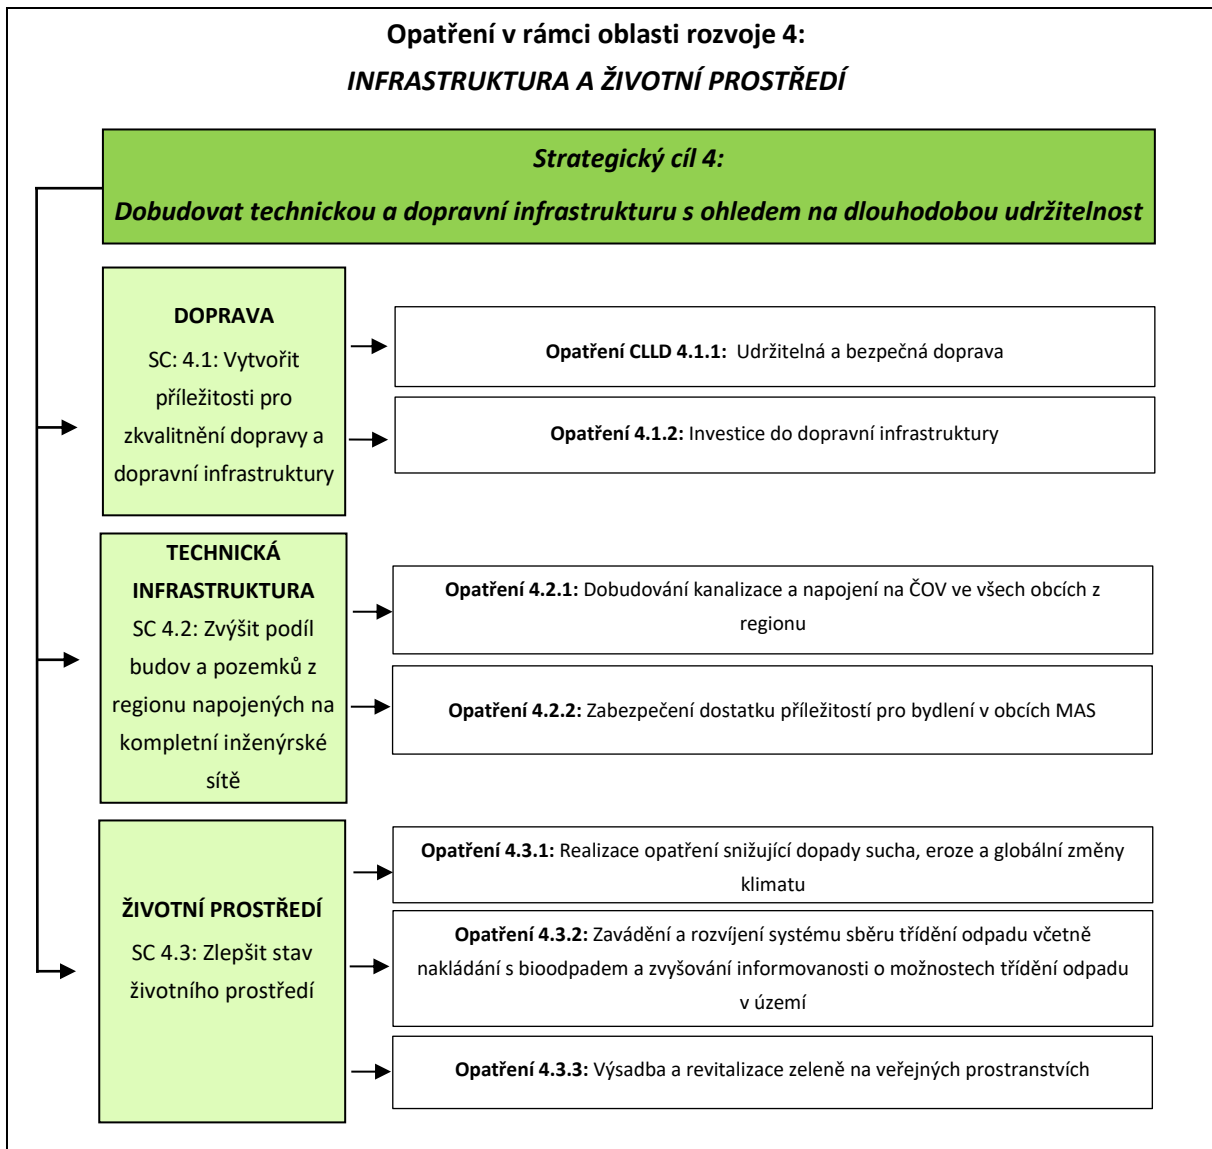 Opatření v rámci oblasti rozvoje 4:
INFRASTRUKTURA A ŽIVOTNÍ PROSTŘEDÍ
Strategický cíl 4:
Dobudovat technickou a dopravní infrastrukturu s ohledem na dlouhodobou udržitelnost
DOPRAVA
SC: 4.1: Vytvořit
příležitosti pro
zkvalitnění dopravy a
dopravní infrastruktury
Opatření CLLD 4.1.1: Udržitelná a bezpečná doprava
Opatření 4.1.2: Investice do dopravní infrastruktury
TECHNICKÁ
INFRASTRUKTURA
SC 4.2: Zvýšit podíl
budov a pozemků z
regionu napojených na
kompletní inženýrské
sítě
Opatření 4.2.1: Dobudování kanalizace a napojení na ČOV ve všech obcích z
regionu
Opatření 4.2.2: Zabezpečení dostatku příležitostí pro bydlení v obcích MAS
ŽIVOTNÍ PROSTŘEDÍ
SC 4.3: Zlepšit stav
životního prostředí
Opatření 4.3.1: Realizace opatření snižující dopady sucha, eroze a globální změny
klimatu
Opatření 4.3.2: Zavádění a rozvíjení systému sběru třídění odpadu včetně
nakládání s bioodpadem a zvyšování informovanosti o možnostech třídění odpadu
v území
Opatření 4.3.3: Výsadba a revitalizace zeleně na veřejných prostranstvích